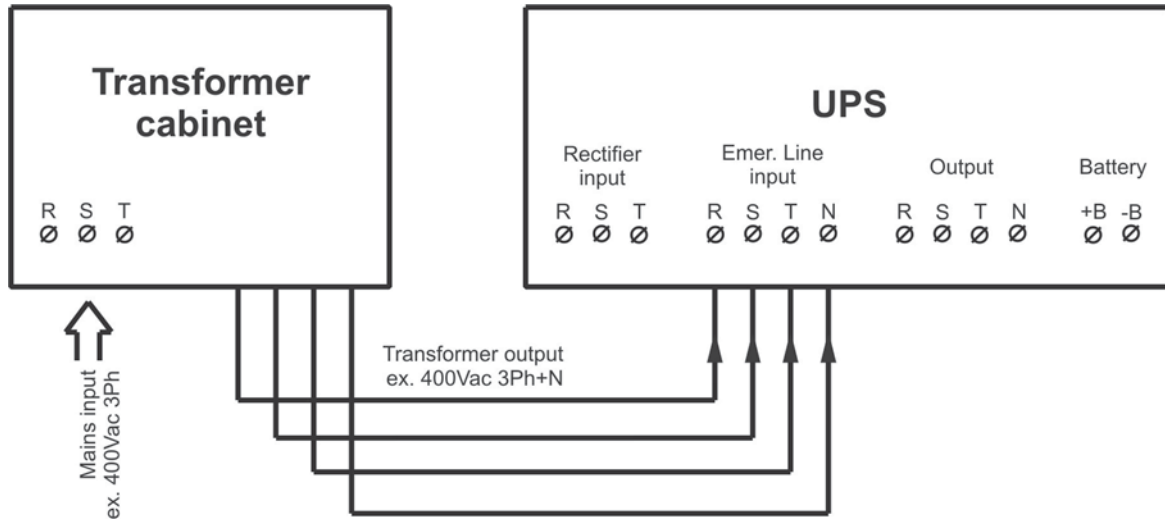 Transformer
cabinet
R S T
Mains input
ex. 400Vac 3Ph
Transformer output
ex. 400Vac 3Ph+N
UPS
Rectifier
input
R S T
Emer. Line
input
R S T N
Output
R S T N
Battery
+B -B